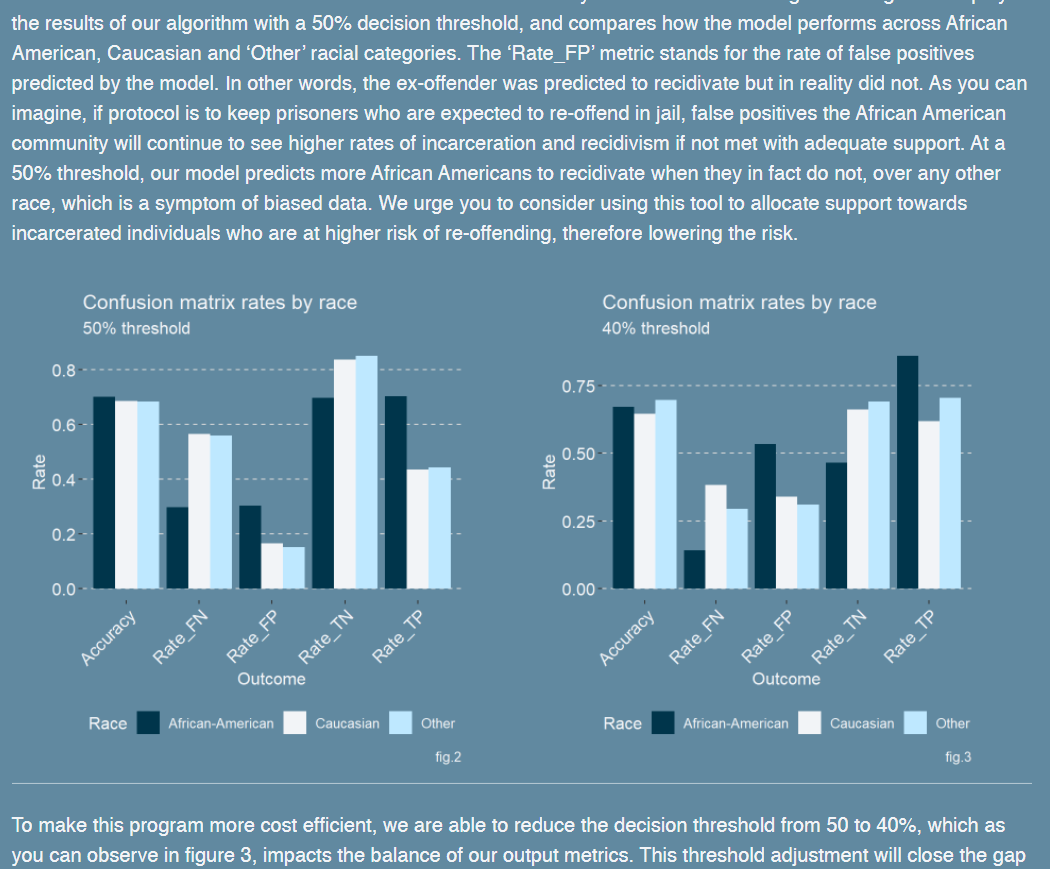 the results of our algorithm with a 50% decision threshold, and compares how the model performs across African
American, Caucasian and ‘Other’ racial categories. The ‘Rate_FP’ metric stands for the rate of false positives
predicted by the model. In other words, the ex-offender was predicted to recidivate but in reality did not. As you can
imagine, if protocol is to keep prisoners who are expected to re-offend in jail, false positives the African American
community will continue to see higher rates of incarceration and recidivism if not met with adequate support. At a
50% threshold, our model predicts more African Americans to recidivate when they in fact do not, over any other
race, which is a symptom of biased data. We urge you to consider using this tool to allocate support towards
incarcerated individuals who are at higher risk of re-offending, therefore lowering the risk.
Confusion matrix rates by race
50% threshold
Rate
0.8
0.6
0.4
0.2
0.0
Accuracy
Rate_FN
Rate_FP
Rate_TN
Rate_TP
Outcome
Race African-American Caucasian Other
fig.2
Confusion matrix rates by race
40% threshold
Rate
0.75
0.50
0.25
0.00
Accuracy
Rate_FN
Rate_FP
Rate_TN
Rate_TP
Outcome
Race African-American Caucasian Other
fig.3
To make this program more cost efficient, we are able to reduce the decision threshold from 50 to 40%, which as
you can observe in figure 3, impacts the balance of our output metrics. This threshold adjustment will close the gap